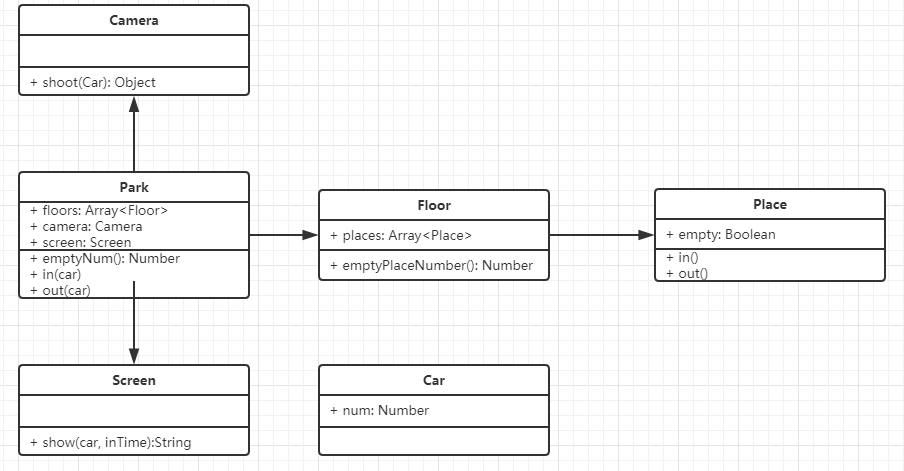 Camera
+ shoot(Car): Object
Park
+ floors: Array<Floor>
+ camera: Camera
+ screen: Screen
+ emptyNum(): Number
+ in(car)
+ out(car)
Floor
+ places: Array<Place>
+ emptyPlaceNumber(): Number
Place
+ empty: Boolean
+ in()
+ out()
Screen
+ show(car, inTime):String
Car
+ num: Number